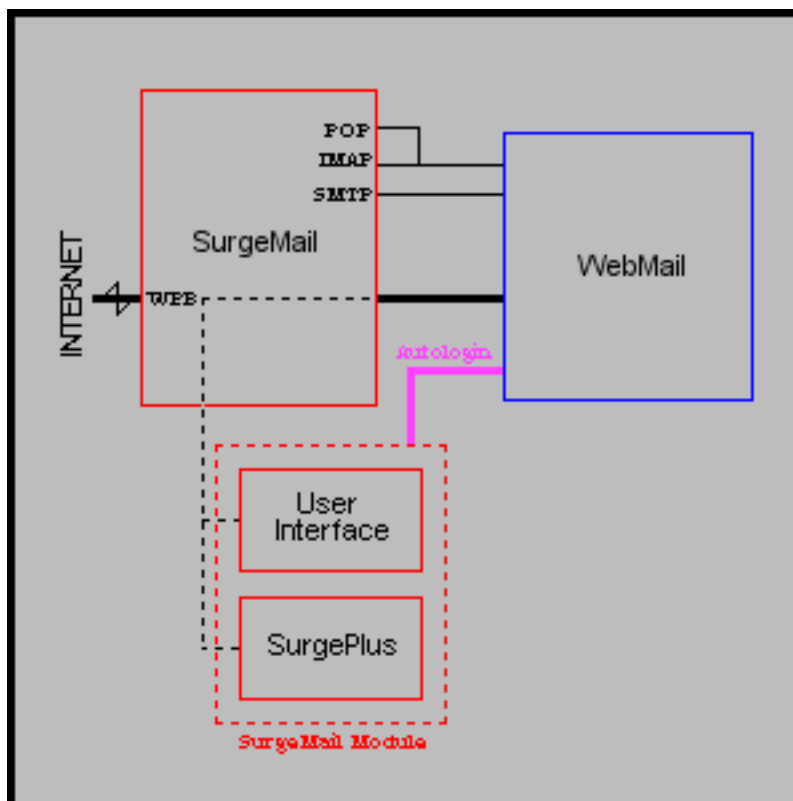 POP
IMAP
SMTP
SurgeMail
WebMail
INTERNET
WEB
Autologin
User
Interface
SurgePlus
SurgeMail Module